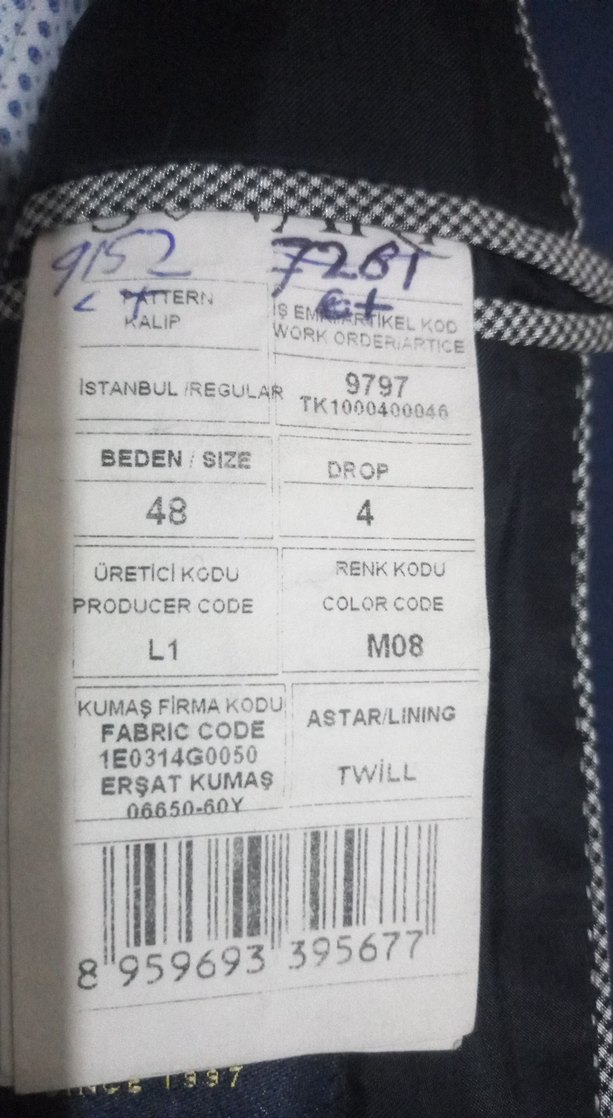 9152 7281
PATTERN
KALIP
İŞ EMRİ/ARTİKEL KOD
WORK ORDER/ARTICE
İSTANBUL /REGULAR
9797
TK1000400046
BEDEN / SIZE
DROP
48
4
ÜRETİCİ KODU
PRODUCER CODE
RENK KODU
COLOR CODE
L1
M08
KUMAŞ FİRMA KODU
FABRIC CODE
1E0314G0050
ERŞAT KUMAŞ
06650-60Y
ASTAR/LINING
TWİLL
8 959693 395677
SINCE 1997